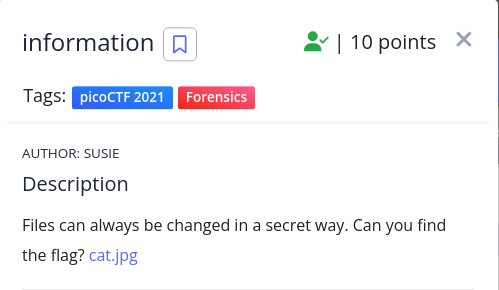 information | 10 points
Tags: picoCTF 2021 Forensics
AUTHOR: SUSIE
Description
Files can always be changed in a secret way. Can you find
the flag? cat.jpg